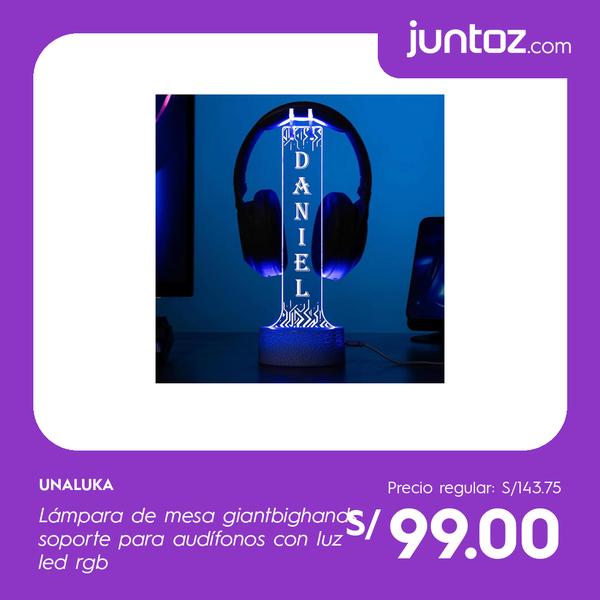 juntoz.com
DANIEL
UNALUKA
Precio regular: S/143.75
Lámpara de mesa giantbighands
soporte para audífonos con luz
led rgb
S/ 99.00